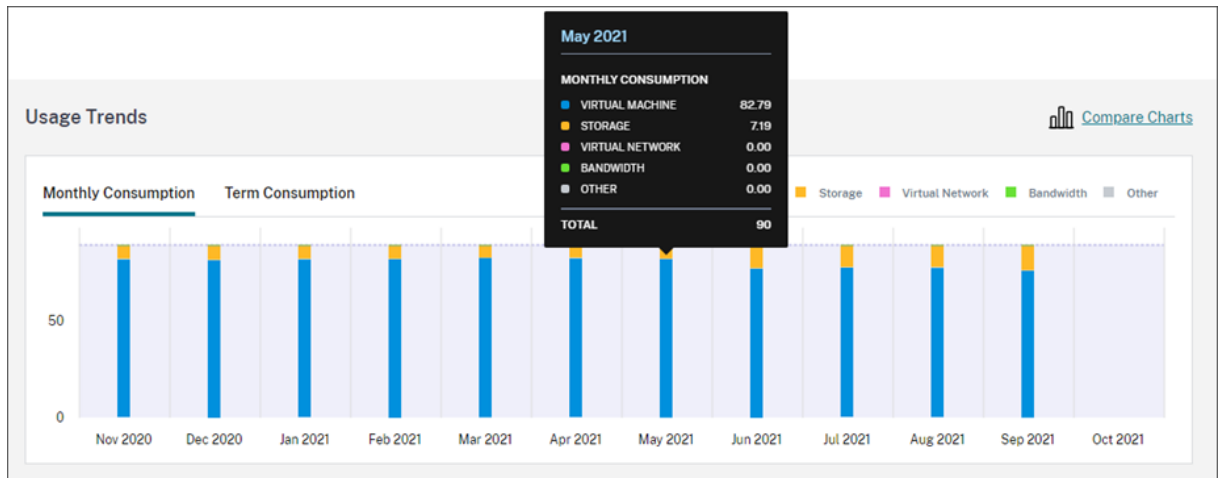 May 2021
MONTHLY CONSUMPTION
VIRTUAL MACHINE 82.79
STORAGE 7.19
VIRTUAL NETWORK 0.00
BANDWIDTH 0.00
OTHER 0.00
TOTAL 90
Usage Trends
Compare Charts
Monthly Consumption Term Consumption
Storage Virtual Network Bandwidth Other
50
0
Nov 2020 Dec 2020 Jan 2021 Feb 2021 Mar 2021 Apr 2021 May 2021 Jun 2021 Jul 2021 Aug 2021 Sep 2021 Oct 2021